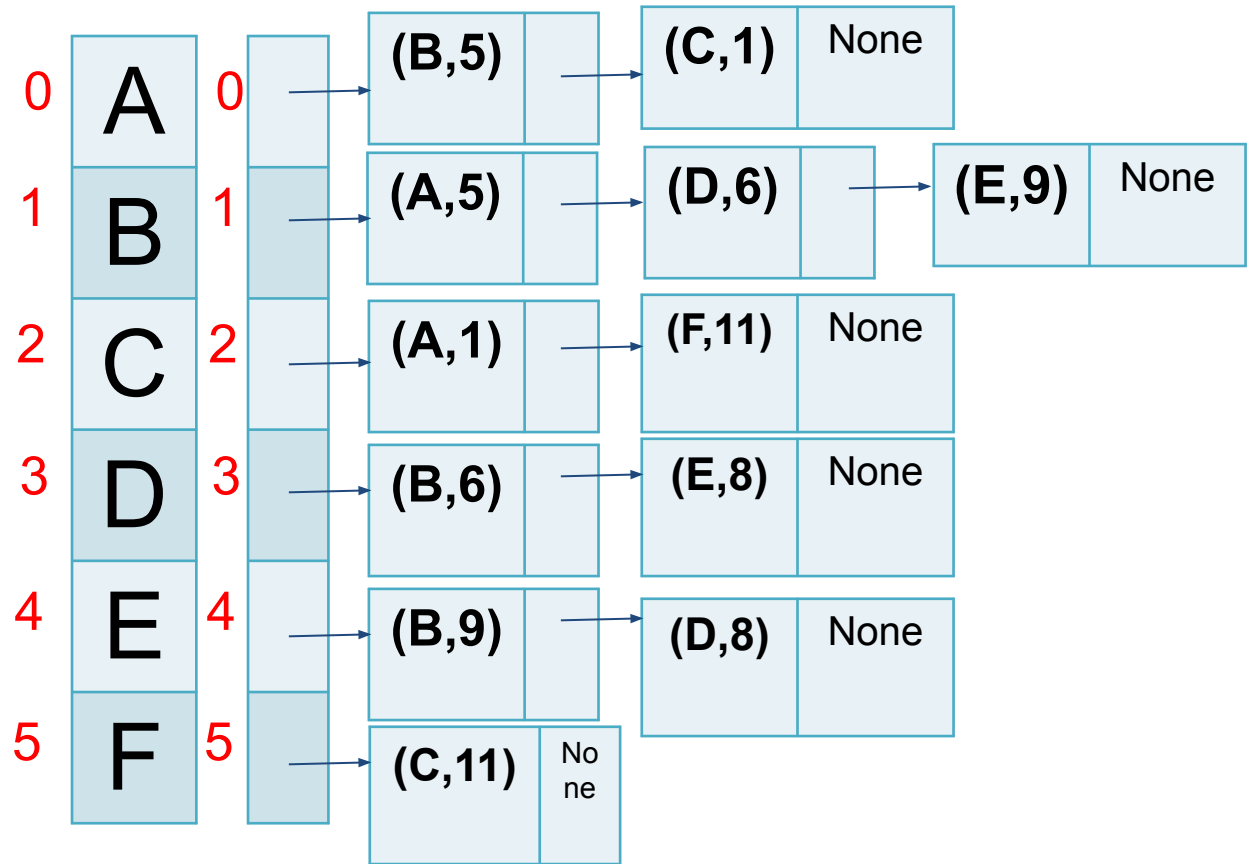 0 A 0 (B,5) (C,1) None
1 B 1 (A,5) (D,6) (E,9) None
2 C 2 (A,1) (F,11) None
3 D 3 (B,6) (E,8) None
4 E 4 (B,9) (D,8) None
5 F 5 (C,11) No
ne